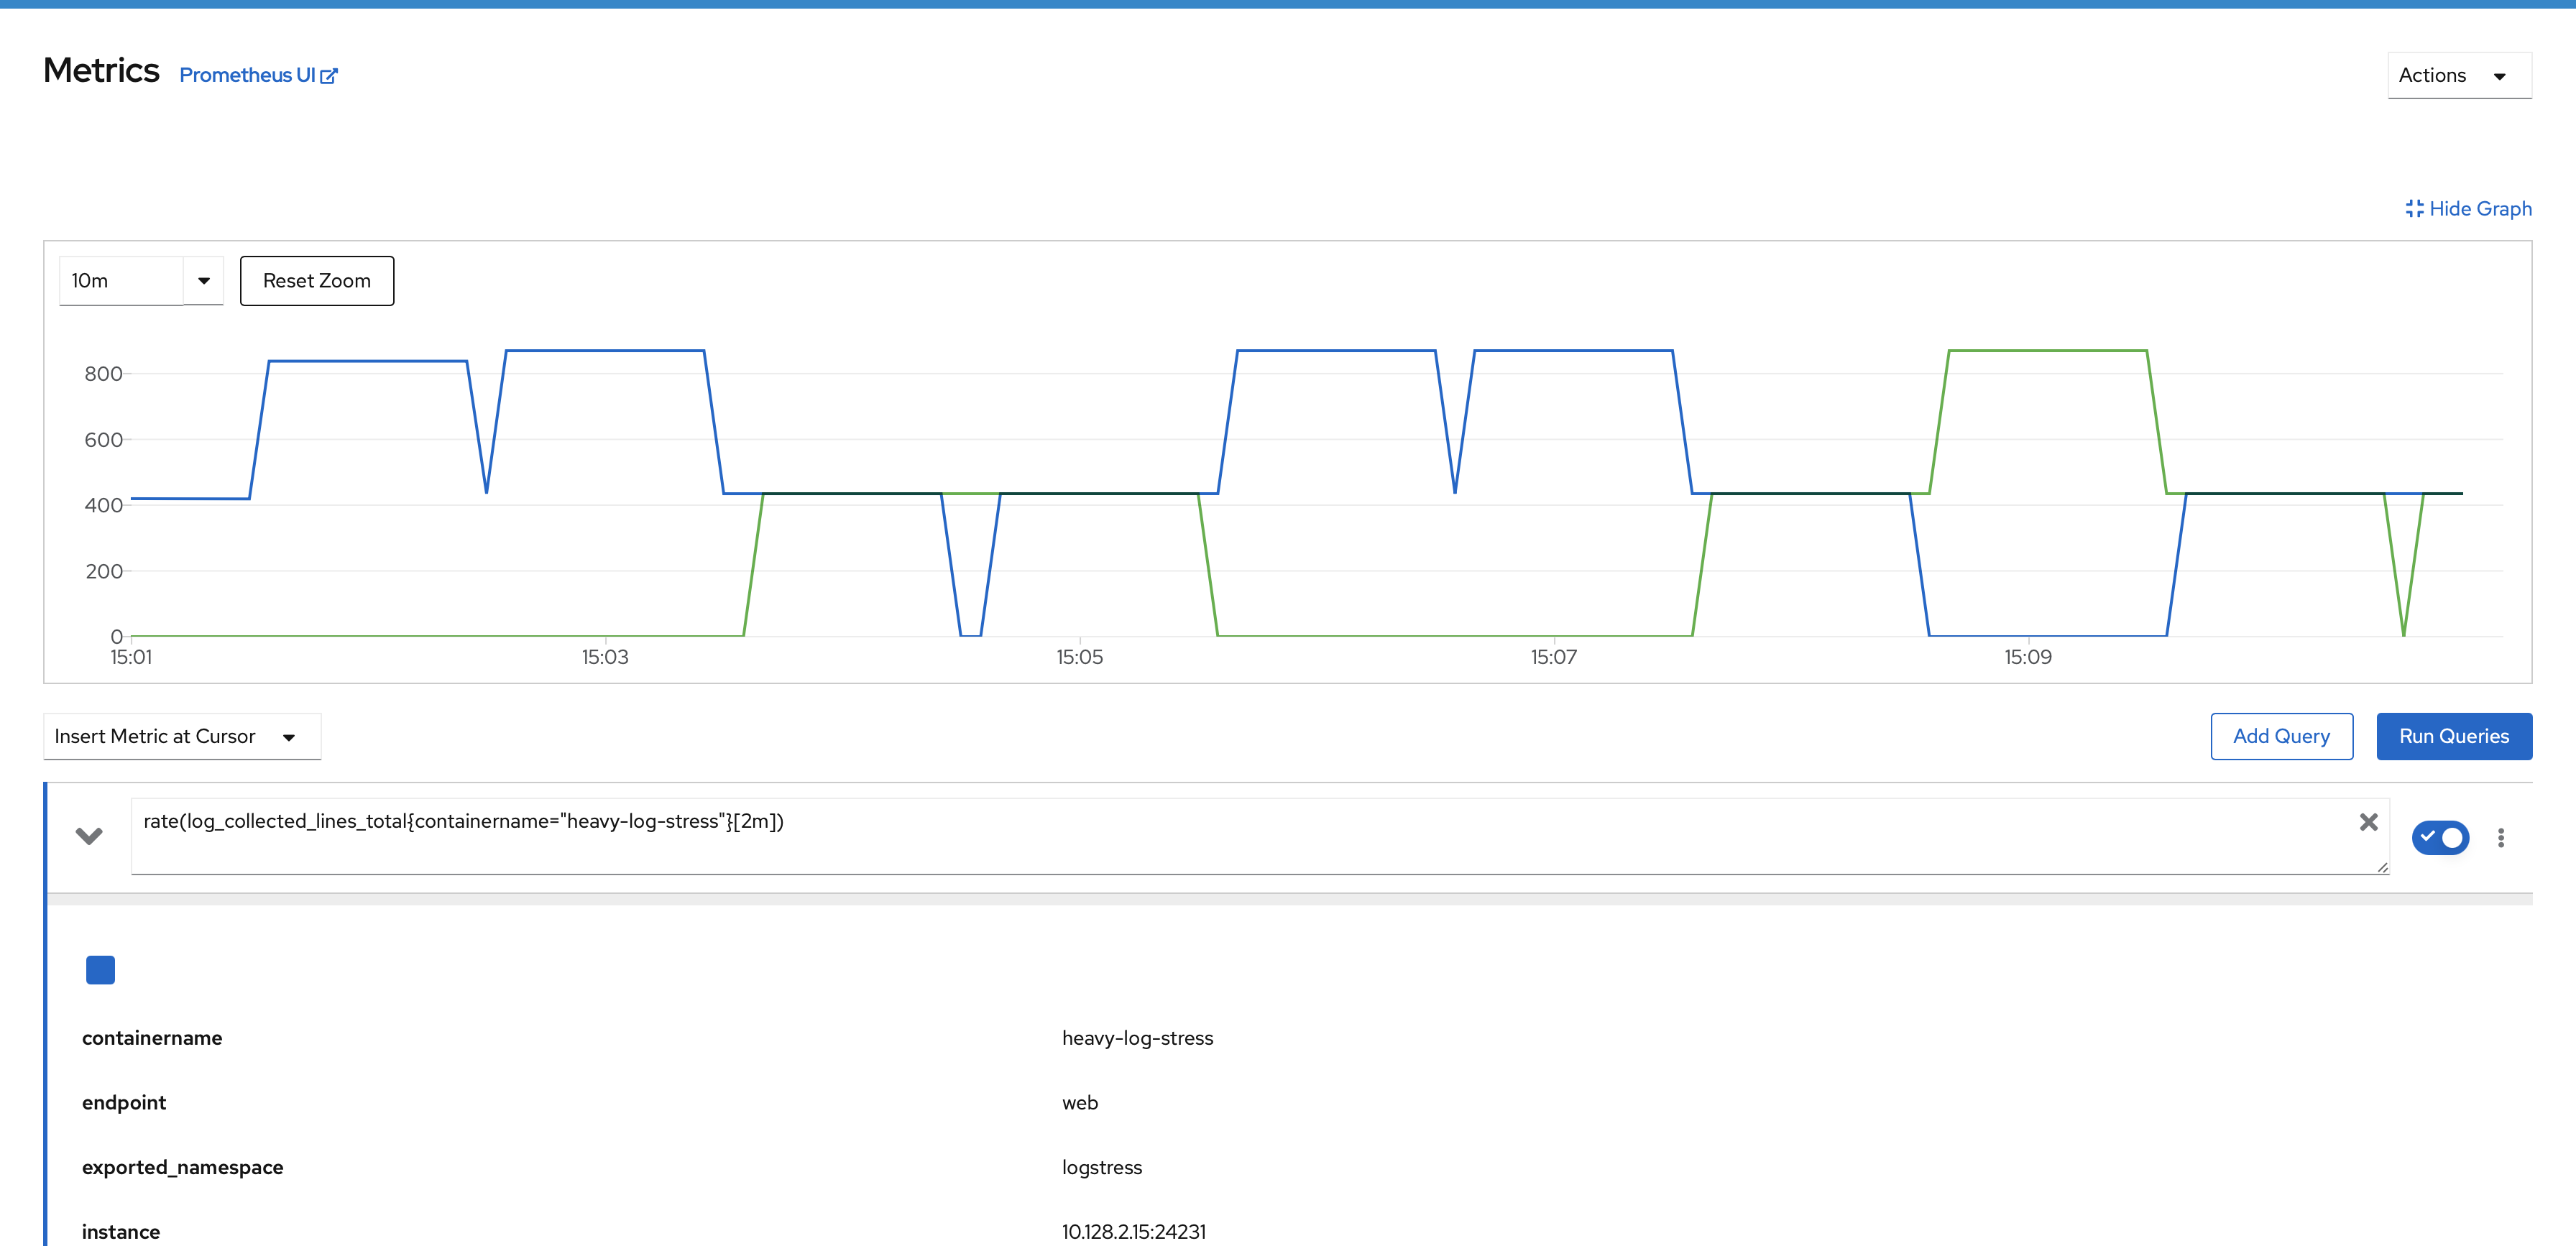 Metrics Prometheus UI Actions
Hide Graph
10m Reset Zoom
800
600
400
200
0
15:01 15:03 15:05 15:07 15:09
Insert Metric at Cursor Add Query Run Queries
rate(log_collected_lines_total{containername="heavy-log-stress"}[2m])
containername heavy-log-stress
endpoint web
exported_namespace logstress
instance 10.128.2.15:24231